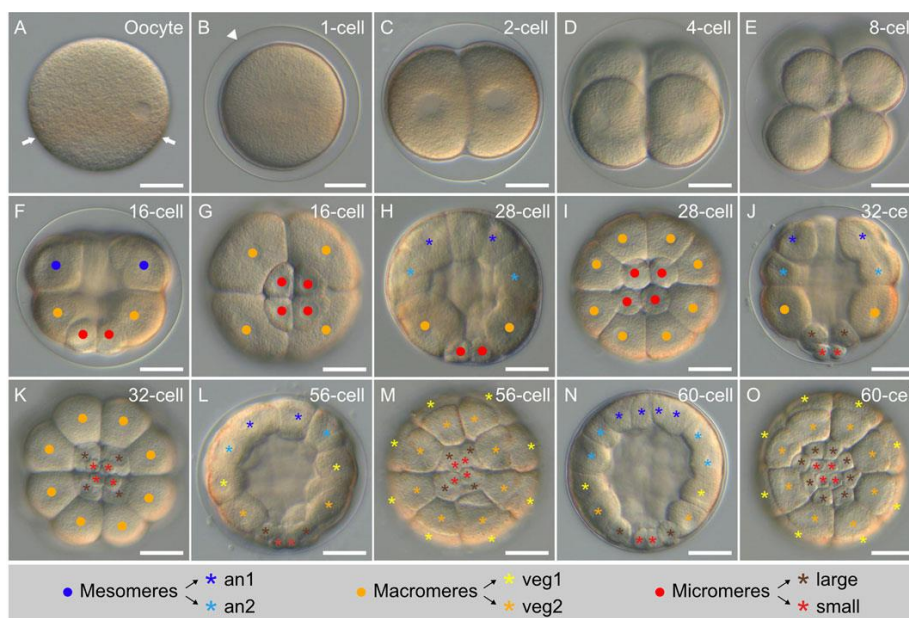 A Oocyte
B 1-cell
C 2-cell
D 4-cell
E 8-cell
F 16-cell
G 16-cell
H 28-cell
I 28-cell
J 32-ce
K 32-cell
L 56-cell
M 56-cell
N 60-cell
O 60-ce
Mesomeres an1
an2
Macromeres veg1
veg2
Micromeres large
small